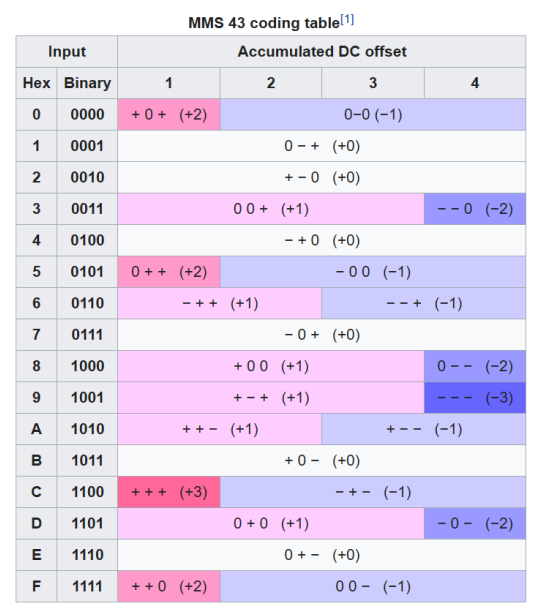 MMS 43 coding table[1]
Input Accumulated DC offset
Hex Binary 1 2 3 4
0 0000 + 0 + (+2) 0−0 (−1)
1 0001 0 − + (+0)
2 0010 + − 0 (+0)
3 0011 0 0 + (+1) − − 0 (−2)
4 0100 − + 0 (+0)
5 0101 0 + + (+2) − 0 0 (−1)
6 0110 − + + (+1) − − + (−1)
7 0111 − 0 + (+0)
8 1000 + 0 0 (+1) 0 − − (−2)
9 1001 + − + (+1) − − − (−3)
A 1010 + + − (+1) + − − (−1)
B 1011 + 0 − (+0)
C 1100 + + + (+3) − + − (−1)
D 1101 0 + 0 (+1) − 0 − (−2)
E 1110 0 + − (+0)
F 1111 + + 0 (+2) 0 0 − (−1)